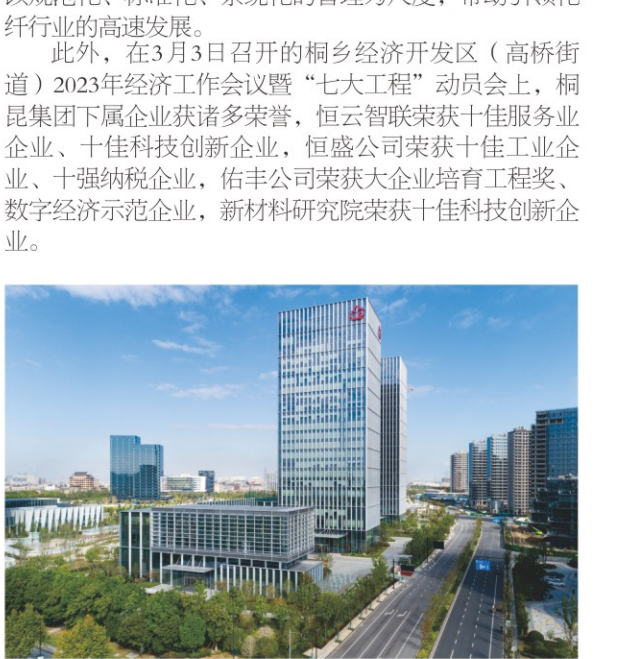 纤行业的高速发展。
此外，在3月3日召开的桐乡经济开发区（高桥街
道）2023年经济工作会议暨“七大工程”动员会上，桐
昆集团下属企业获诸多荣誉，恒云智联荣获十佳服务业
企业、十佳科技创新企业，恒盛公司荣获十佳工业企
业、十强纳税企业，佑丰公司荣获大企业培育工程奖、
数字经济示范企业，新材料研究院荣获十佳科技创新企
业。